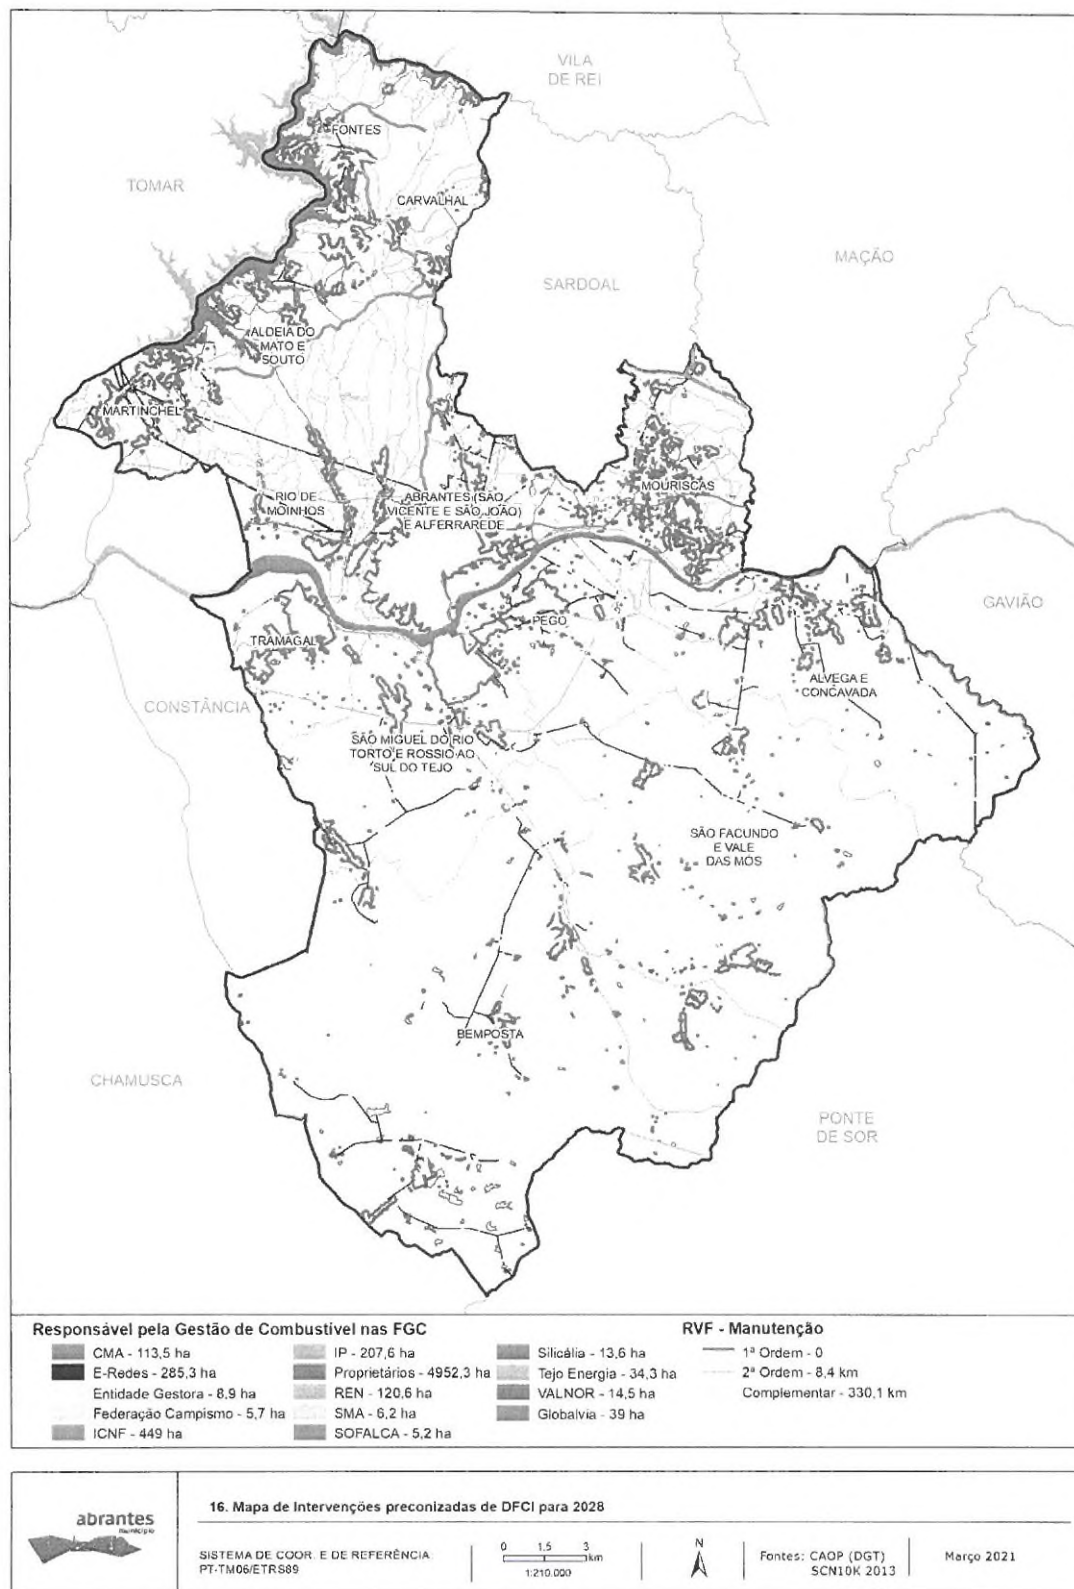 VILA
DE REI
FONTES
TOMAR
CARVALHAL
MAÇÃO
SARDOAL
ALDEIA DO
MATO E
SOUTO
MARTINCHEL
MOURISCAS
RIO DE
MOINHOS
ABRANTES (SÃO
VICENTE E SÃO JOÃO)
E ALFERRAREDE
GAVIÃO
PEGO
TRAMAGAL
ALVEGA E
CONCAVADA
CONSTÂNCIA
SÃO MIGUEL DO RIO
TORTO E ROSSIO AO
SUL DO TEJO
SÃO FACUNDO
E VALE
DAS MÓS
BEMPOSTA
CHAMUSCA
PONTE
DE SOR
Responsável pela Gestão de Combustível nas FGC
CMA - 113,5 ha
E-Redes - 285,3 ha
Entidade Gestora - 8,9 ha
Federação Campismo - 5,7 ha
ICNF - 449 ha
IP - 207,6 ha
Proprietários - 4952,3 ha
REN - 120,6 ha
SMA - 6,2 ha
SOFALCA - 5,2 ha
Silicália - 13,6 ha
Tejo Energia - 34,3 ha
VALNOR - 14,5 ha
Globalvia - 39 ha
RVF - Manutenção
1ª Ordem - 0
2ª Ordem - 8,4 km
Complementar - 330,1 km
abrantes
município
16. Mapa de Intervenções preconizadas de DFCI para 2028
SISTEMA DE COOR. E DE REFERÊNCIA:
PT-TM06/ETRS89
0 1,5 3
km
1:210.000
N
Fontes: CAOP (DGT)
SCN10K 2013
Março 2021